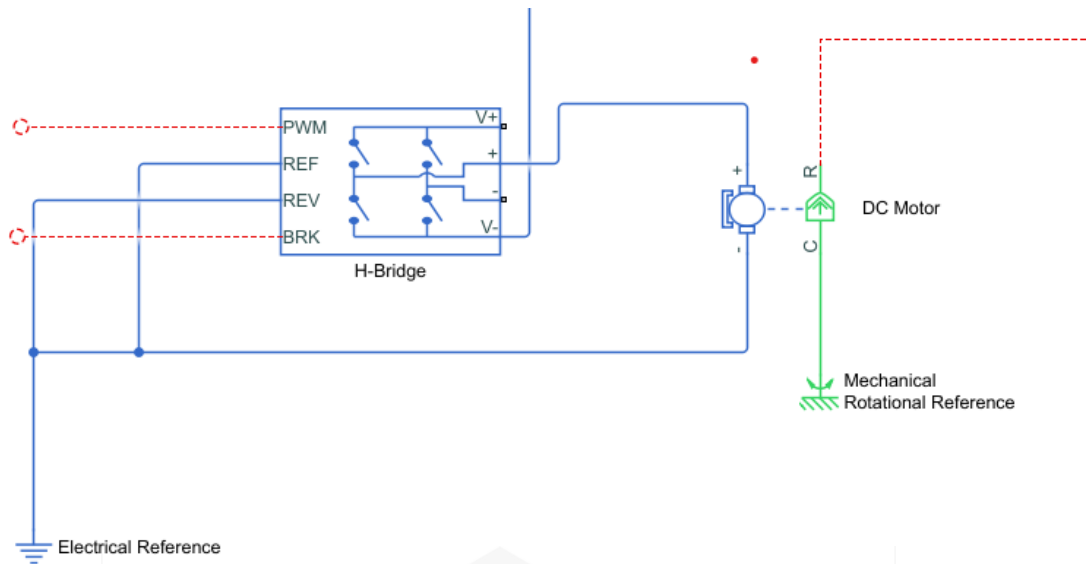 PWM
REF
REV
BRK
V+
+
-
V-
H-Bridge
+
-
R
C
DC Motor
Mechanical
Rotational Reference
Electrical Reference